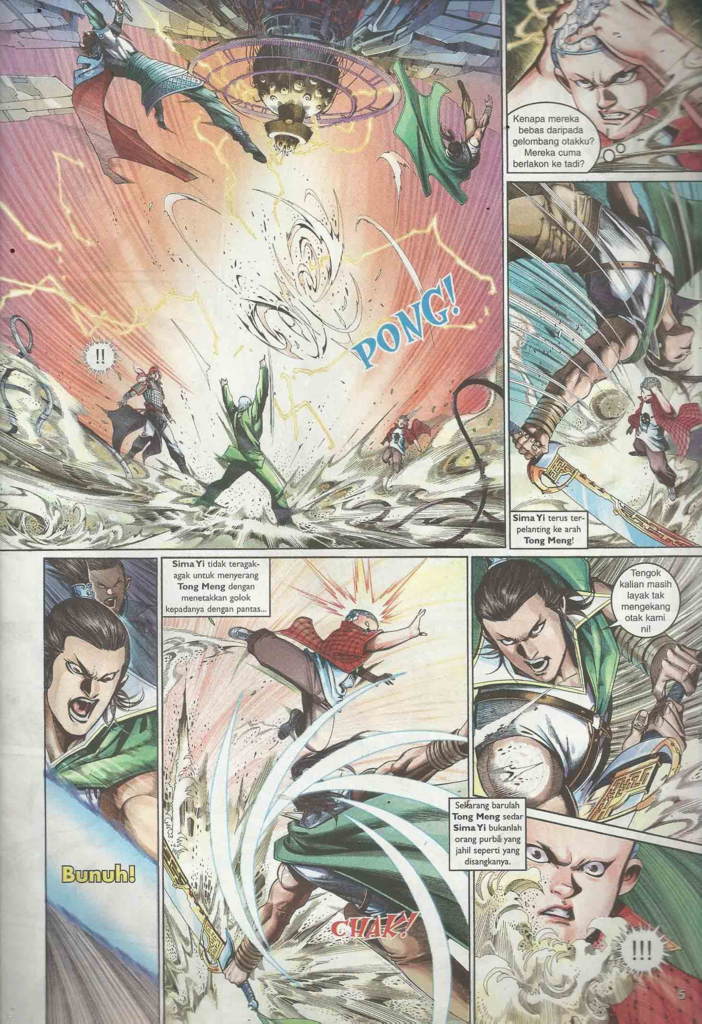 !!
PONG!
Kenapa mereka
bebas daripada
gelombang otakku?
Mereka cuma
berlakon ke tadi?
Sima Yi terus ter-
pelanting ke arah
Tong Meng!
Bunuh!
Sima Yi tidak teragak-
agak untuk menyerang
Tong Meng dengan
menetakkan golok
kepadanya dengan pantas...
CHAK!
Tengok
kalian masih
layak tak
mengekang
otak kami
ni!
Sekarang barulah
Tong Meng sedar
Sima Yi bukanlah
orang purba yang
jahil seperti yang
disangkanya.
!!!
5